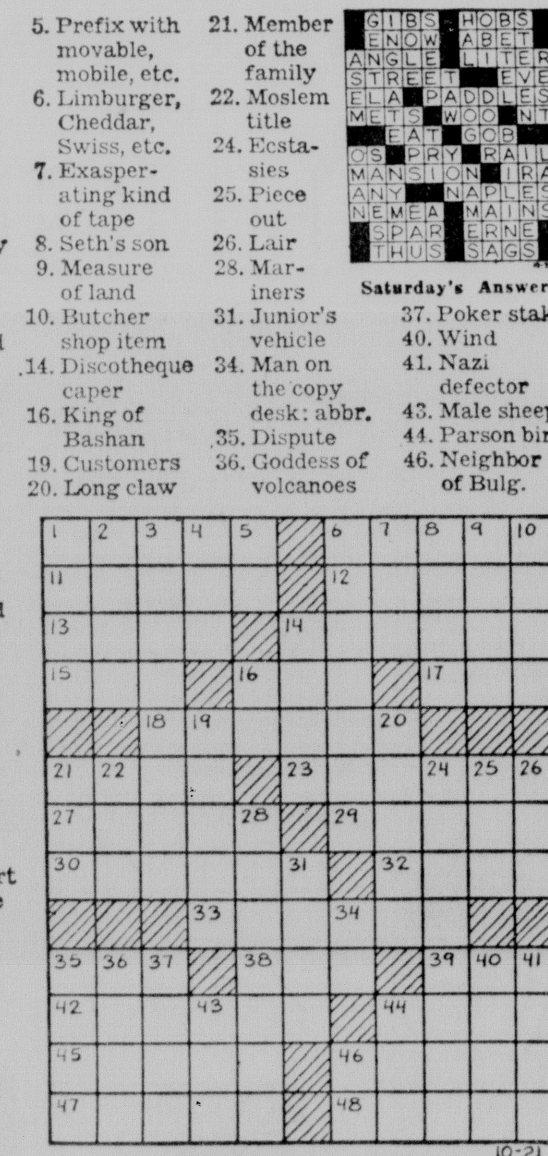 5. Prefix with
movable,
mobile, etc.
6. Limburger,
Cheddar,
Swiss, etc.
7. Exasper-
ating kind
of tape
8. Seth's son
9. Measure
of land
10. Butcher
shop item
14. Discotheque
caper
16. King of
Bashan
19. Customers
20. Long claw
21. Member
of the
family
22. Moslem
title
24. Ecsta-
sies
25. Piece
out
26. Lair
28. Mar-
iners
31. Junior's
vehicle
34. Man on
the copy
desk: abbr.
35. Dispute
36. Goddess of
volcanoes
GIBS HOBS
ENOW ABET
ANGLE LITER
STREET EVE
ELA PADDLES
METS WOO NT
EAT GOB
OS PRY RAIL
MANSION IRA
ANY NAPLES
NEMEA MAINS
SPAR ERNE
THUS SAGS
Saturday's Answer
37. Poker stak
40. Wind
41. Nazi
defector
43. Male sheep
44. Parson bir
46. Neighbor
of Bulg.
1 2 3 4 5 6 7 8 9 10
11 12
13 14
15 16 17
18 19 20
21 22 23 24 25 26
27 28 29
30 31 32
33 34
35 36 37 38 39 40 41
42 43 44
45 46
47 48
10-21